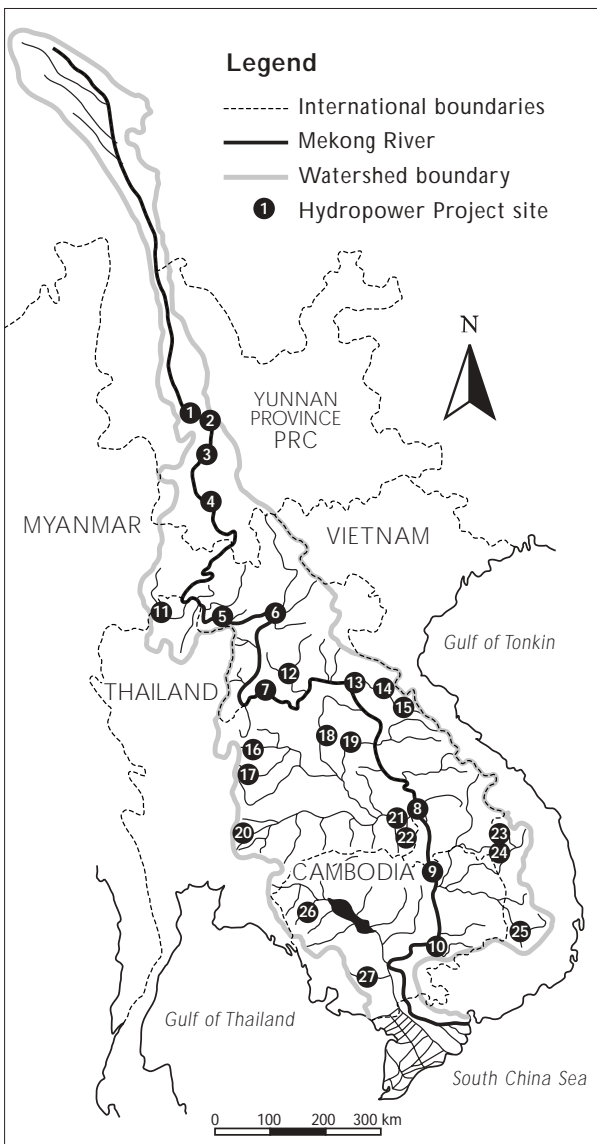 Legend
International boundaries
Mekong River
Watershed boundary
1 Hydropower Project site
N
YUNNAN
PROVINCE
PRC
1
2
3
4
MYANMAR
VIETNAM
11
5
6
Gulf of Tonkin
THAILAND
7
12
13
14
15
16
17
18
19
8
20
21
22
23
24
CAMBODIA
9
26
25
10
27
Gulf of Thailand
South China Sea
0 100 200 300 km